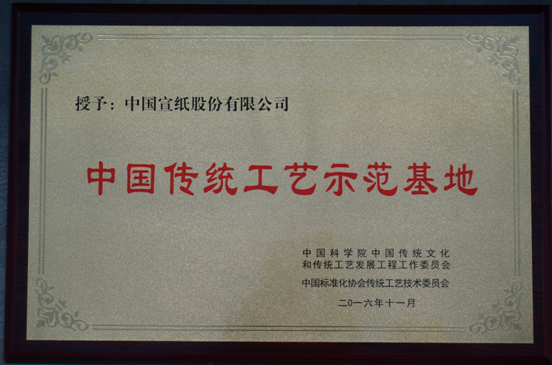 授予：中国宣纸股份有限公司
中国传统工艺示范基地
中国科学院中国传统文化
和传统工艺发展工程工作委员会
中国标准化协会传统工艺技术委员会
二0一六年十一月